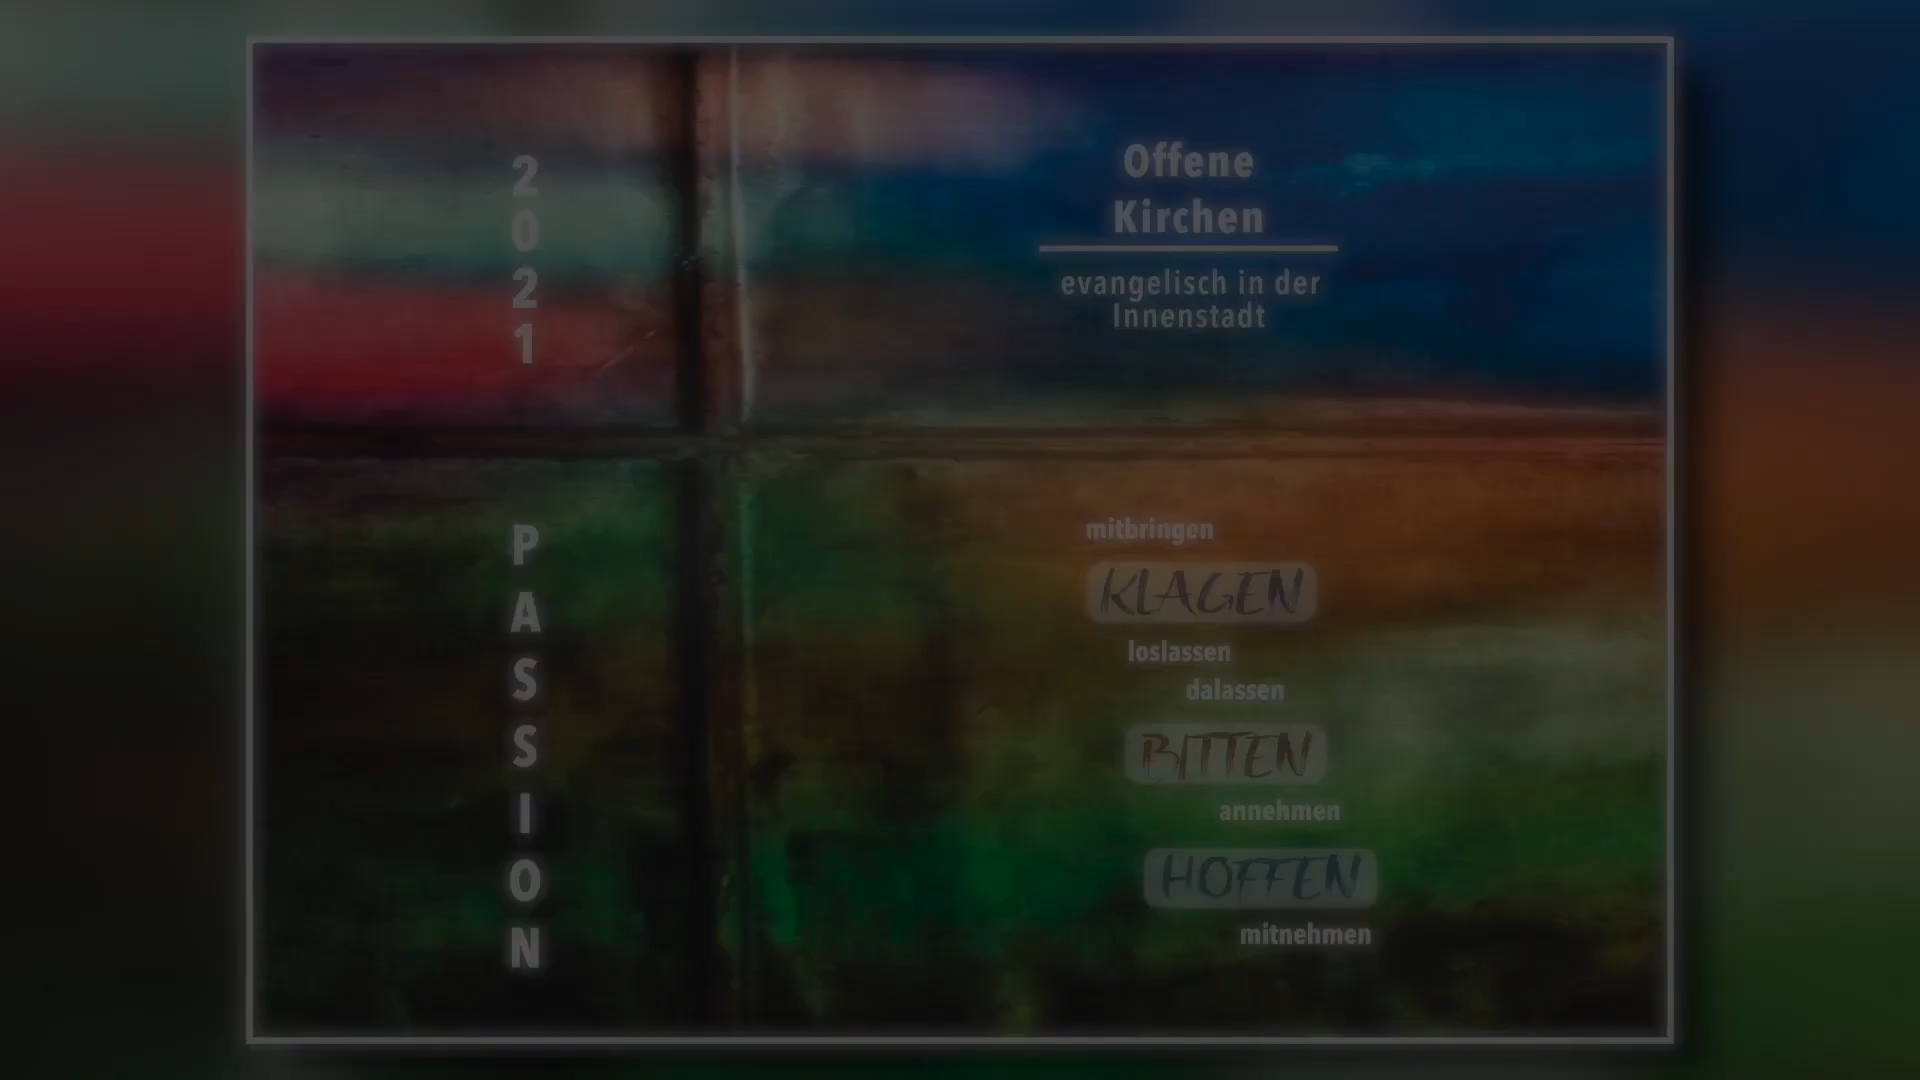 2021
Offene
Kirchen
evangelisch in der
Innenstadt
PASSION
mitbringen
KLAGEN
loslassen
dalassen
BITTEN
annehmen
HOFFEN
mitnehmen